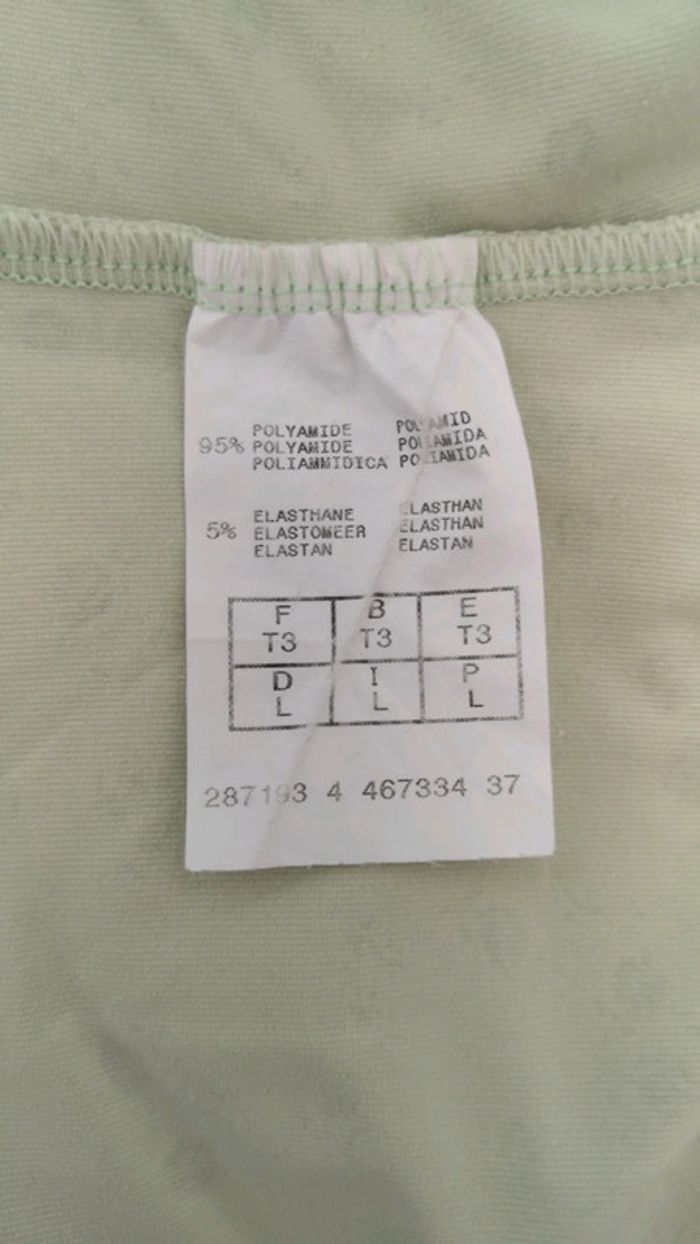 95% POLYAMIDE POLYAMID
POLYAMIDE POLIAMIDA
POLIAMMIDICA POLIAMIDA
5% ELASTHANE ELASTHAN
ELASTOMEER ELASTHAN
ELASTAN ELASTAN
F B E
T3 T3 T3
D I P
L L L
287193 4 467334 37